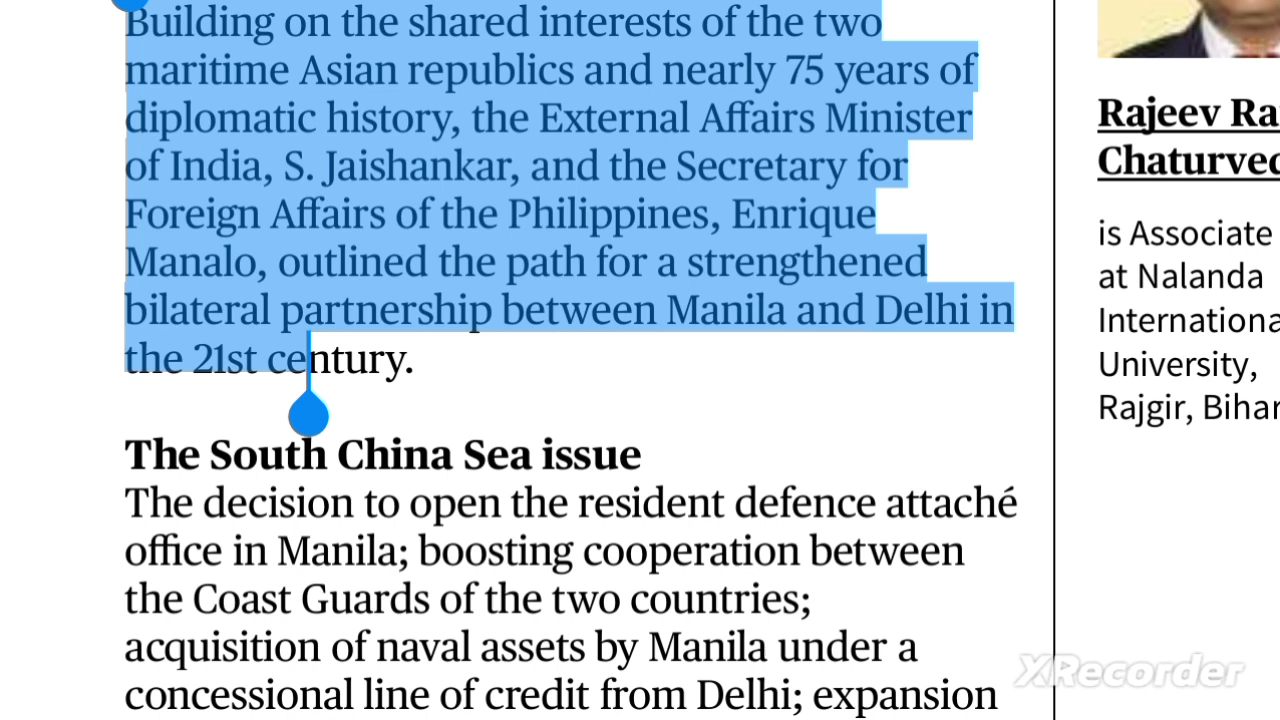 Building on the shared interests of the two
maritime Asian republics and nearly 75 years of
diplomatic history, the External Affairs Minister
of India, S. Jaishankar, and the Secretary for
Foreign Affairs of the Philippines, Enrique
Manalo, outlined the path for a strengthened
bilateral partnership between Manila and Delhi in
the 21st century.
The South China Sea issue
The decision to open the resident defence attaché
office in Manila; boosting cooperation between
the Coast Guards of the two countries;
acquisition of naval assets by Manila under a
concessional line of credit from Delhi; expansion
Rajeev Ra
Chaturved
is Associate
at Nalanda
Internationa
University,
Rajgir, Bihar
XRecorder